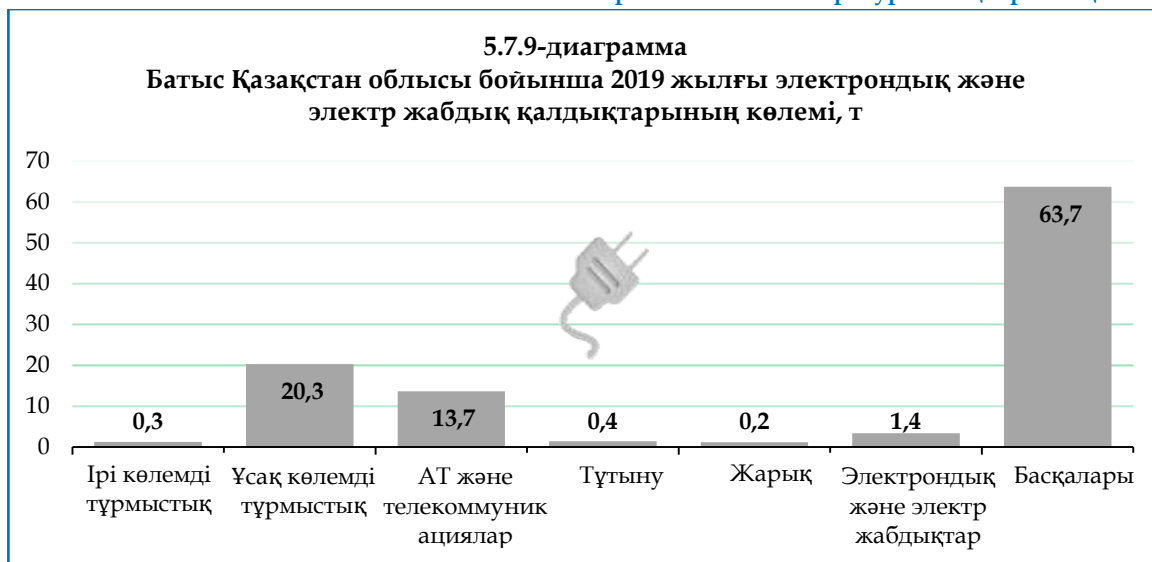 5.7.9-диаграмма
Батыс Қазақстан облысы бойынша 2019 жылғы электрондық және
электр жабдық қалдықтарының көлемі, т
70
60
50
40
30
20
10
0
0,3
20,3
13,7
0,4
0,2
1,4
63,7
Ірі көлемді
тұрмыстық
Ұсақ көлемді
тұрмыстық
АТ және
телекоммуник
ациялар
Тұтыну
Жарық
Электрондық
және электр
жабдықтар
Басқалары